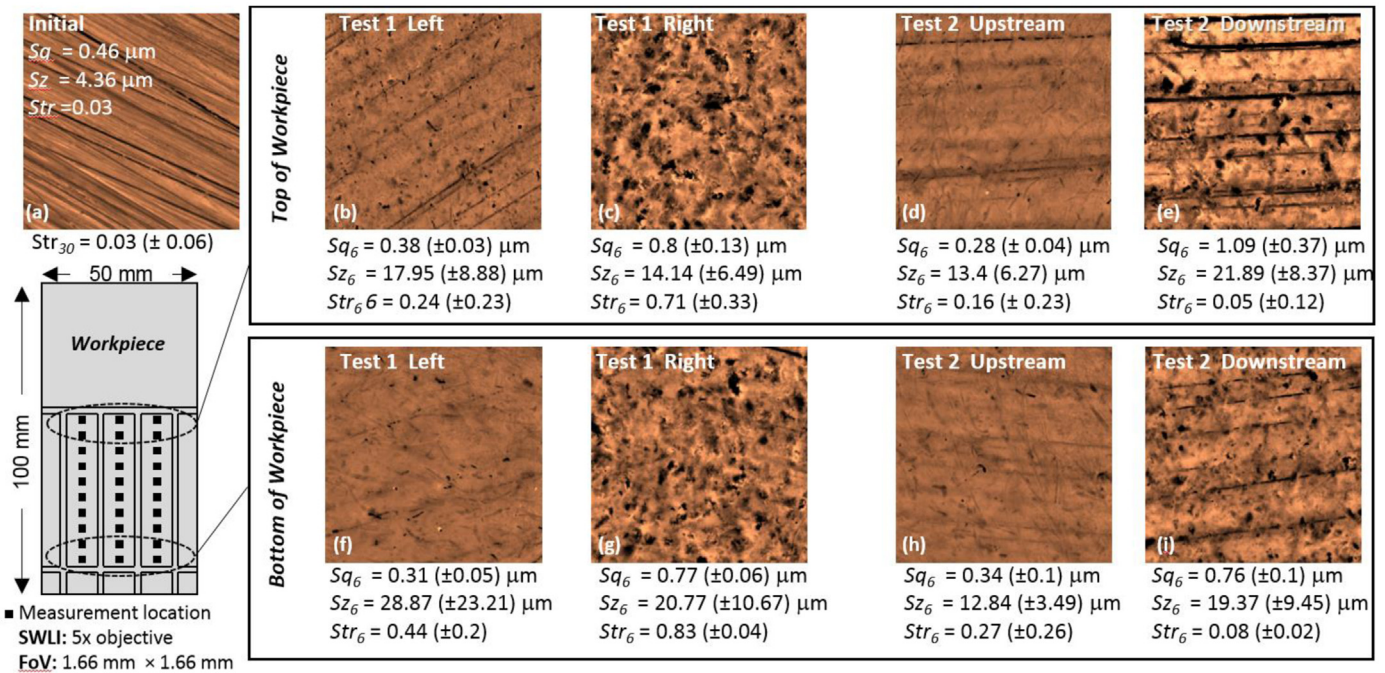 Initial
Sq = 0.46 µm
Sz = 4.36 µm
Str =0.03
(a)
Str30 = 0.03 (± 0.06)
50 mm
Workpiece
100 mm
■ Measurement location
SWLI: 5x objective
FoV: 1.66 mm × 1.66 mm
Top of Workpiece
Test 1 Left
(b)
Sq6 = 0.38 (±0.03) µm
Sz6 = 17.95 (±8.88) µm
Str6 6 = 0.24 (±0.23)
Test 1 Right
(c)
Sq6 = 0.8 (±0.13) µm
Sz6 = 14.14 (±6.49) µm
Str6 = 0.71 (±0.33)
Test 2 Upstream
(d)
Sq6 = 0.28 (± 0.04) µm
Sz6 = 13.4 (6.27) µm
Str6 = 0.16 (± 0.23)
Test 2 Downstream
(e)
Sq6 = 1.09 (±0.37) µm
Sz6 = 21.89 (±8.37) µm
Str6 = 0.05 (±0.12)
Bottom of Workpiece
Test 1 Left
(f)
Sq6 = 0.31 (±0.05) µm
Sz6 = 28.87 (±23.21) µm
Str6 = 0.44 (±0.2)
Test 1 Right
(g)
Sq6 = 0.77 (±0.06) µm
Sz6 = 20.77 (±10.67) µm
Str6 = 0.83 (±0.04)
Test 2 Upstream
(h)
Sq6 = 0.34 (±0.1) µm
Sz6 = 12.84 (±3.49) µm
Str6 = 0.27 (±0.26)
Test 2 Downstream
(i)
Sq6 = 0.76 (±0.1) µm
Sz6 = 19.37 (±9.45) µm
Str6 = 0.08 (±0.02)